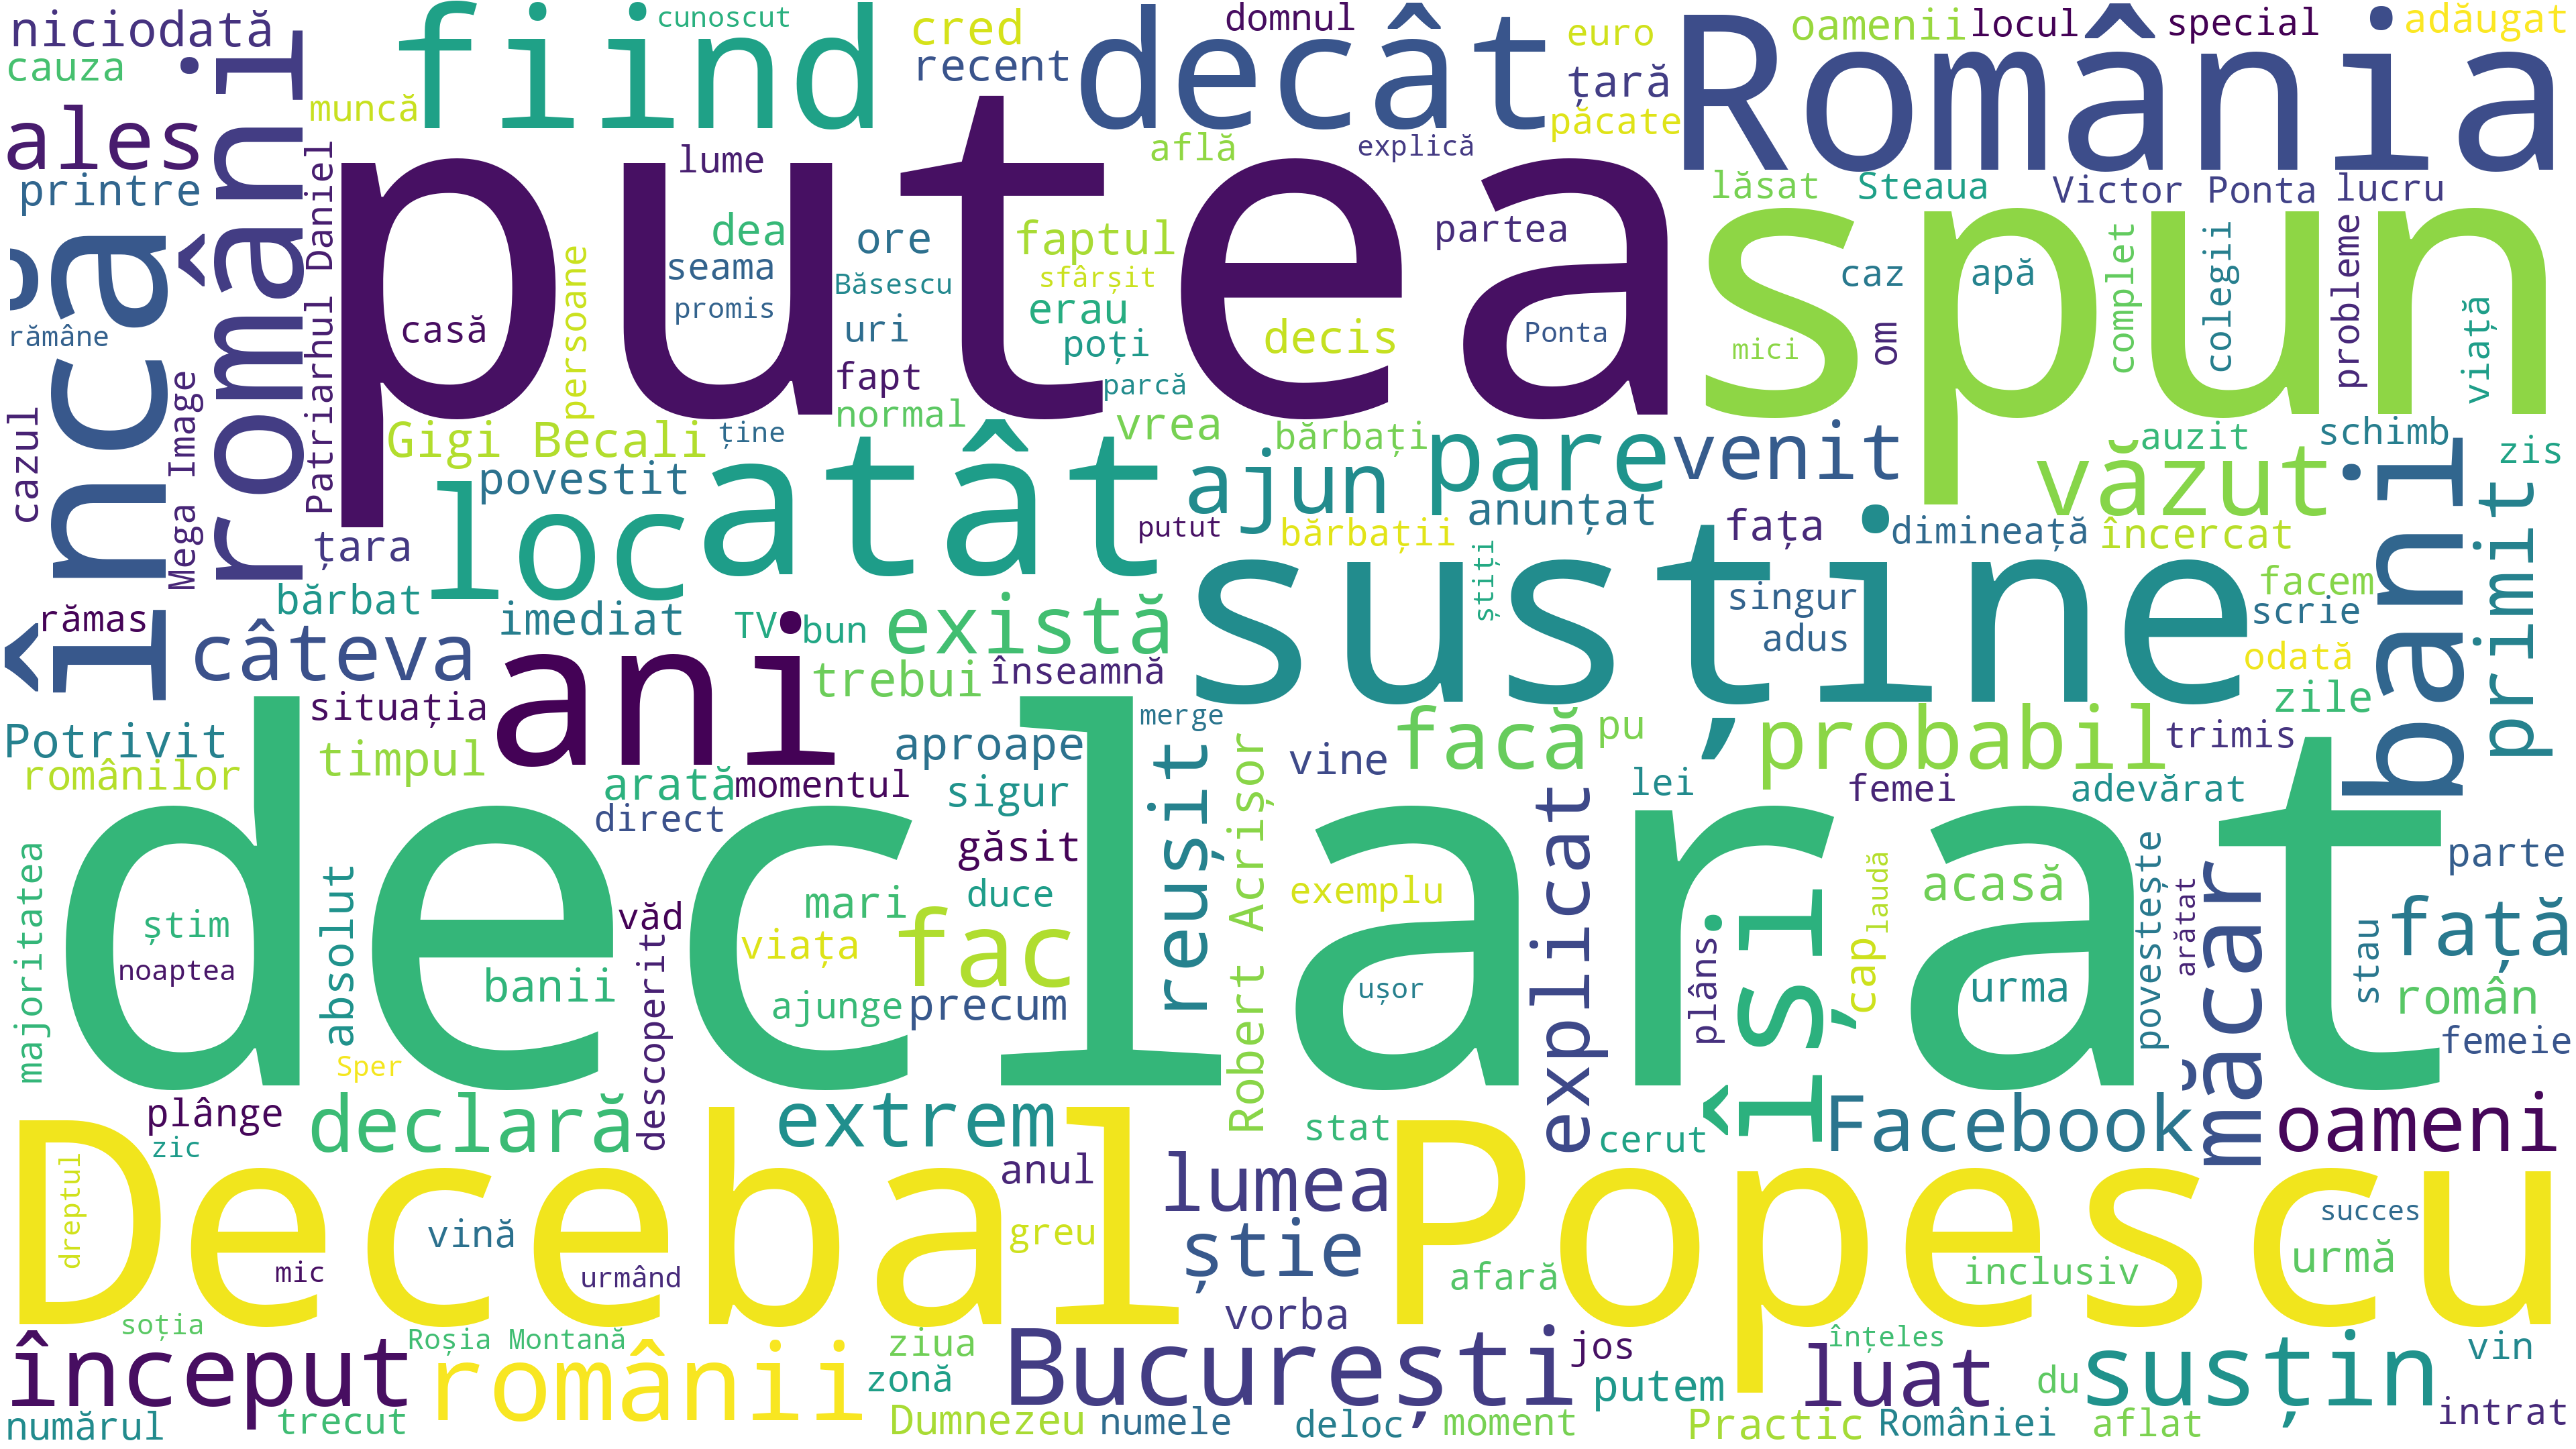 niciodată
cunoscut
cred
domnul
euro
oamenii
locul
special
adăugat
cauza
fiind
recent
decât
țară
România
ales
muncă
păcate
printre
români
Patriarhul Daniel
lume
putea
află
explică
lăsat
Steaua
Victor Ponta
lucru
încă
dea
ore
faptul
partea
spun
seama
Băsescu
sfârșit
caz
apă
complet
colegii
probleme
persoane
promis
erau
rămâne
casă
uri
poți
decis
Ponta
mici
om
viață
fapt
parcă
cazul
Mega Image
normal
vrea
Gigi Becali
ține
bărbați
pare
venit
auzit
schimb
zis
povestit
atât
ajun
văzut
bani
primit
loc
anunțat
putut
bărbații
fața
dimineață
încercat
țara
știți
susține
bărbat
facem
rămas
imediat
TV
bun
există
singur
scrie
câteva
ani
trebui
înseamnă
adus
odată
situația
zile
Potrivit
merge
facă
pu
probabil
trimis
timpul
aproape
reușit
Robert Acrișor
vine
românilor
arată
momentul
sigur
lei
femei
adevărat
direct
declarat
găsit
explicat
parte
majoritatea
absolut
mari
duce
exemplu
își
cap
laudă
acasă
povestește
arătat
măcar
știm
văd
viața
fac
plâns
stau
față
noaptea
banii
descoperit
ajunge
precum
ușor
urma
român
Sper
femeie
plânge
declară
extrem
stat
cerut
Facebook
oameni
zic
Decebal Popescu
anul
lumea
dreptul
vină
greu
știe
succes
mic
urmând
afară
inclusiv
urmă
soția
vorba
început
Roșia Montană
ziua
București
jos
înțeles
vin
românii
zonă
putem
luat
du
susțin
numărul
trecut
Dumnezeu
numele
deloc
moment
Practic
României
aflat
intrat